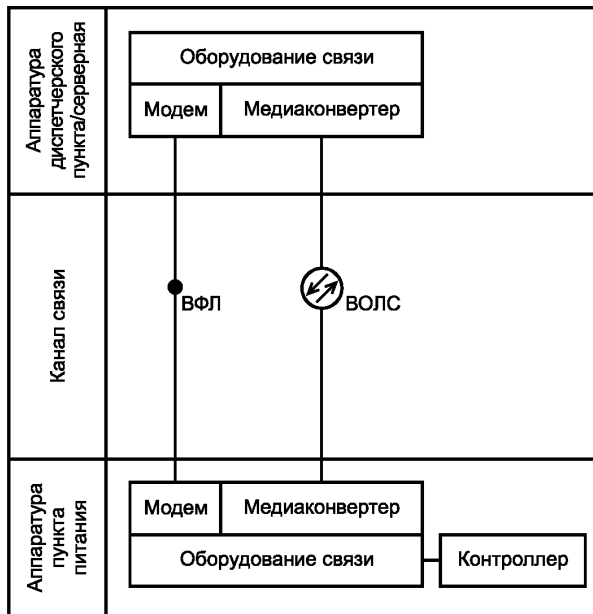 Аппаратура
диспетчерского
пункта/серверная
Оборудование связи
Модем
Медиаконвертер
Канал связи
ВФЛ
ВОЛС
Аппаратура
пункта
питания
Модем
Медиаконвертер
Оборудование связи
Контроллер